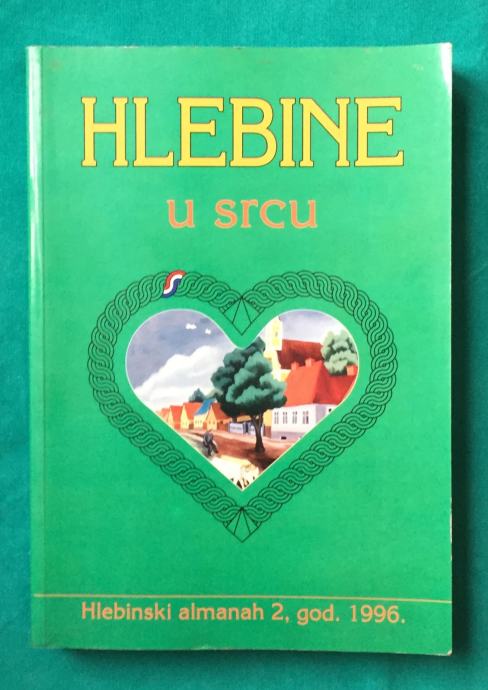 HLEBINE
u srcu
Hlebinski almanah 2, god. 1996.